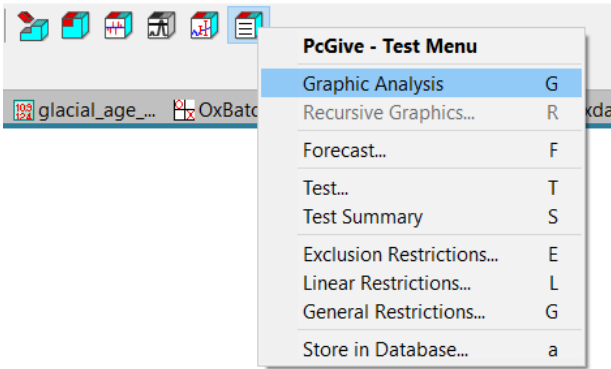 PcGive - Test Menu
Graphic Analysis G
glacial_age_... OxBatc
Recursive Graphics... R
xda
Forecast... F
Test... T
Test Summary S
Exclusion Restrictions... E
Linear Restrictions... L
General Restrictions... G
Store in Database... a